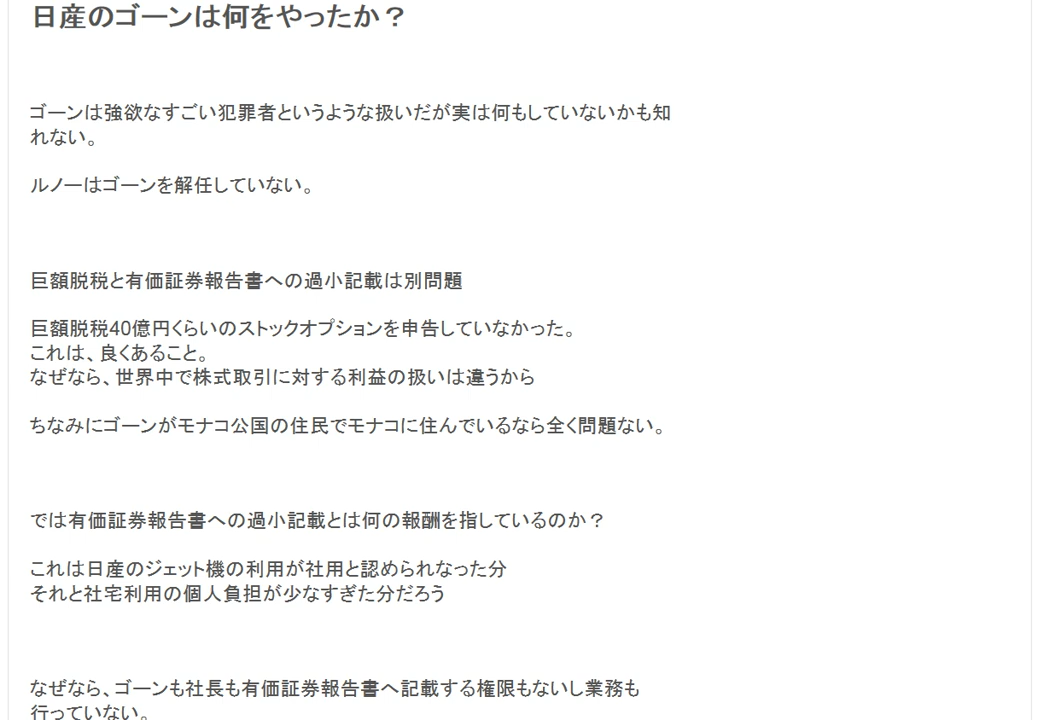 日産のゴーンは何をやったか？
ゴーンは強欲なすごい犯罪者というような扱いだが実は何もしていないかも知
れない。
ルノーはゴーンを解任していない。
巨額脱税と有価証券報告書への過小記載は別問題
巨額脱税40億円くらいのストックオプションを申告していなかった。
これは、良くあること。
なぜなら、世界中で株式取引に対する利益の扱いは違うから
ちなみにゴーンがモナコ公国の住民でモナコに住んでいるなら全く問題ない。
では有価証券報告書への過小記載とは何の報酬を指しているのか？
これは日産のジェット機の利用が社用と認められなった分
それと社宅利用の個人負担が少なすぎた分だろう
なぜなら、ゴーンも社長も有価証券報告書へ記載する権限もないし業務も
行っていない。